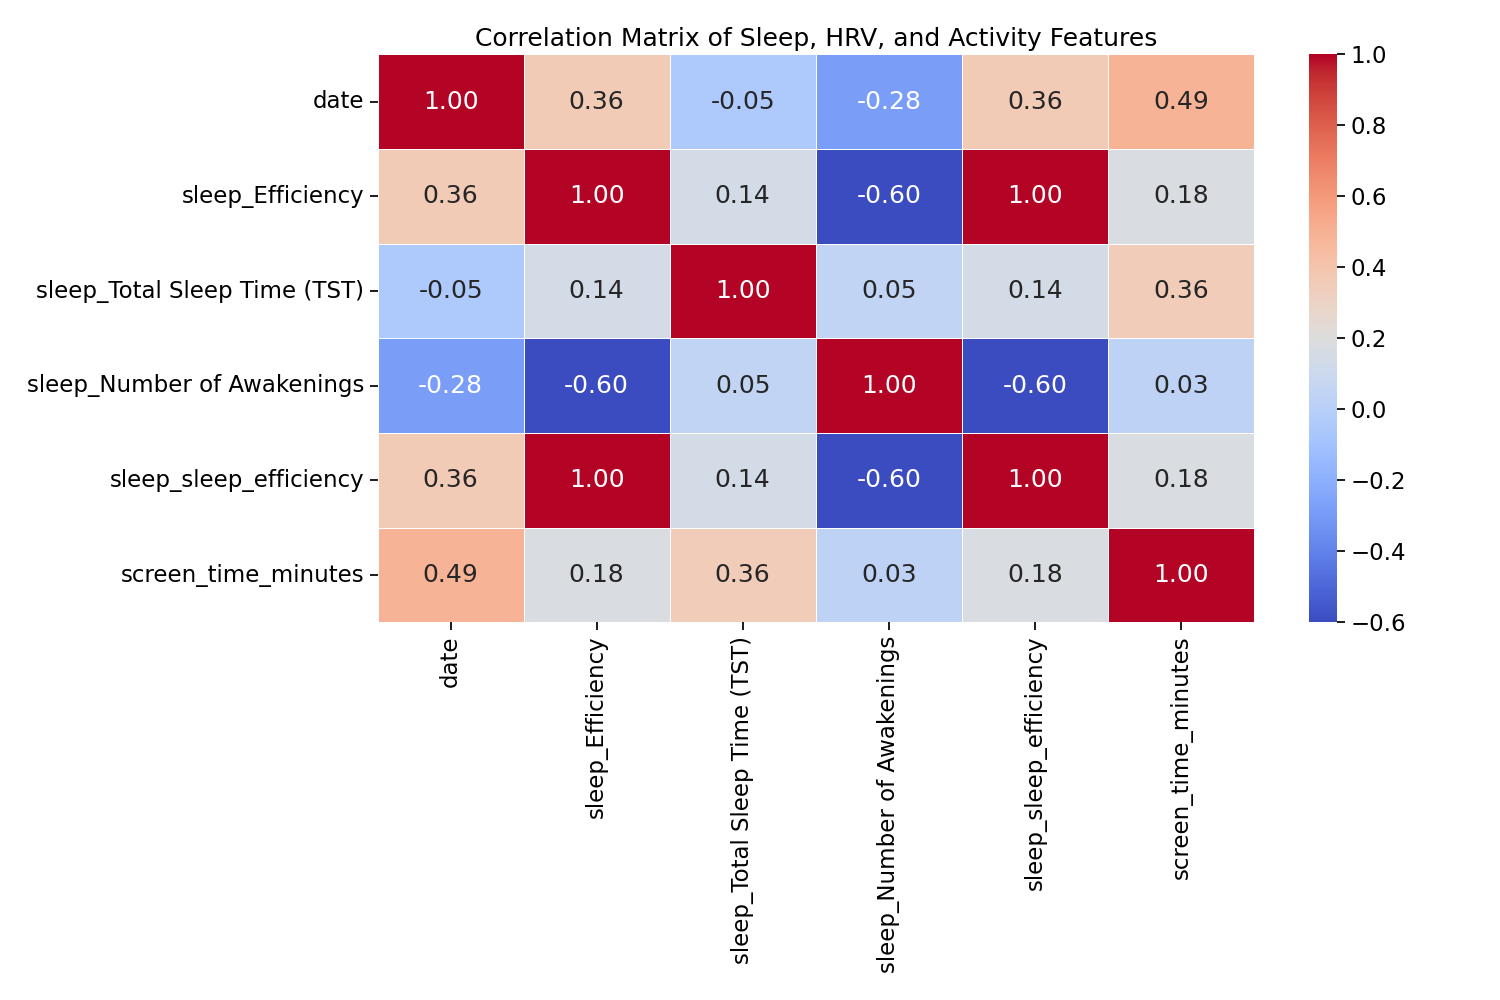 Correlation Matrix of Sleep, HRV, and Activity Features
date 1.00 0.36 -0.05 -0.28 0.36 0.49
sleep_Efficiency 0.36 1.00 0.14 -0.60 1.00 0.18
sleep_Total Sleep Time (TST) -0.05 0.14 1.00 0.05 0.14 0.36
sleep_Number of Awakenings -0.28 -0.60 0.05 1.00 -0.60 0.03
sleep_sleep_efficiency 0.36 1.00 0.14 -0.60 1.00 0.18
screen_time_minutes 0.49 0.18 0.36 0.03 0.18 1.00
date
sleep_Efficiency
sleep_Total Sleep Time (TST)
sleep_Number of Awakenings
sleep_sleep_efficiency
screen_time_minutes
1.0
0.8
0.6
0.4
0.2
0.0
−0.2
−0.4
−0.6